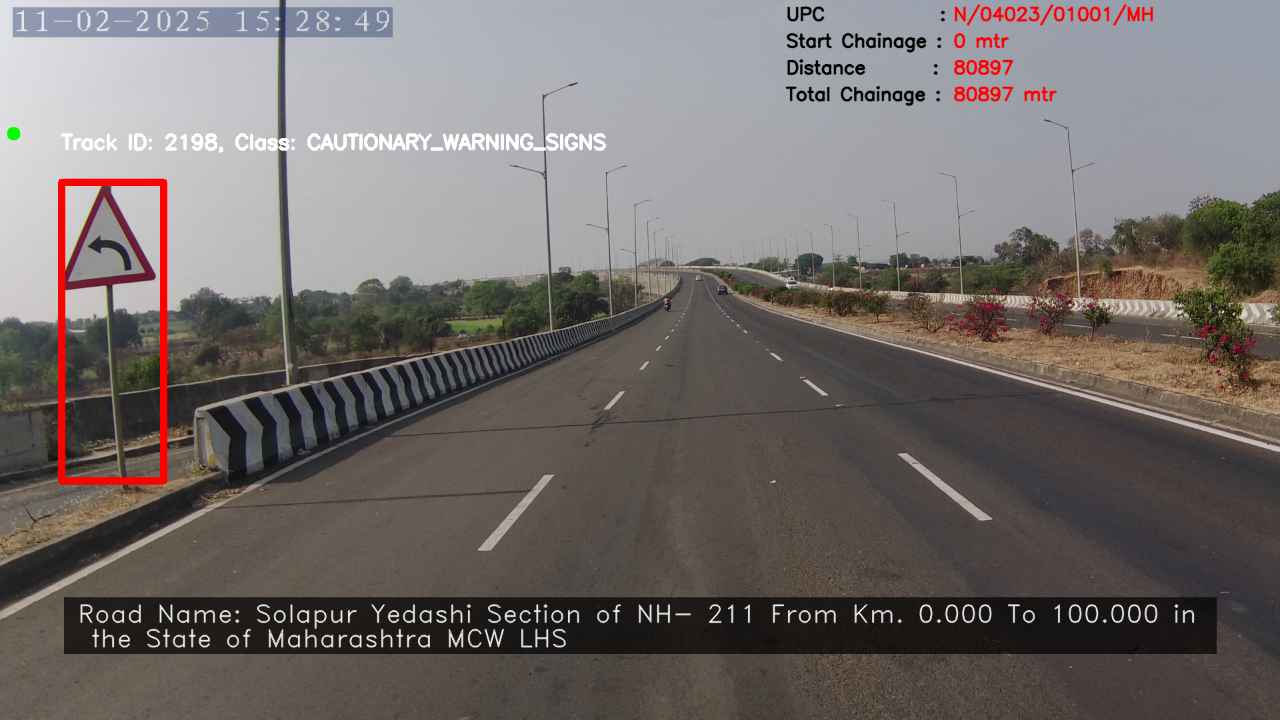 11-02-2025 15:28:49
UPC : N/04023/01001/MH
Start Chainage : 0 mtr
Distance : 80897
Total Chainage : 80897 mtr
Track ID: 2198, Class: CAUTIONARY_WARNING_SIGNS
Road Name: Solapur Yedashi Section of NH- 211 From Km. 0.000 To 100.000 in
the State of Maharashtra MCW LHS